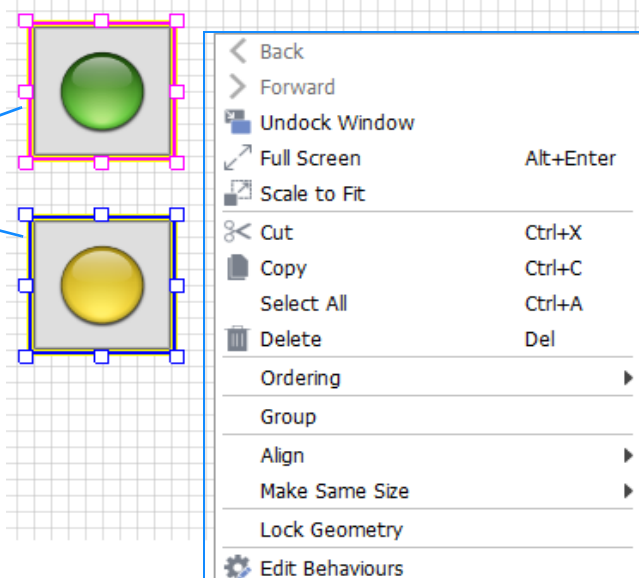 Back
Forward
Undock Window
Full Screen Alt+Enter
Scale to Fit
Cut Ctrl+X
Copy Ctrl+C
Select All Ctrl+A
Delete Del
Ordering
Group
Align
Make Same Size
Lock Geometry
Edit Behaviours